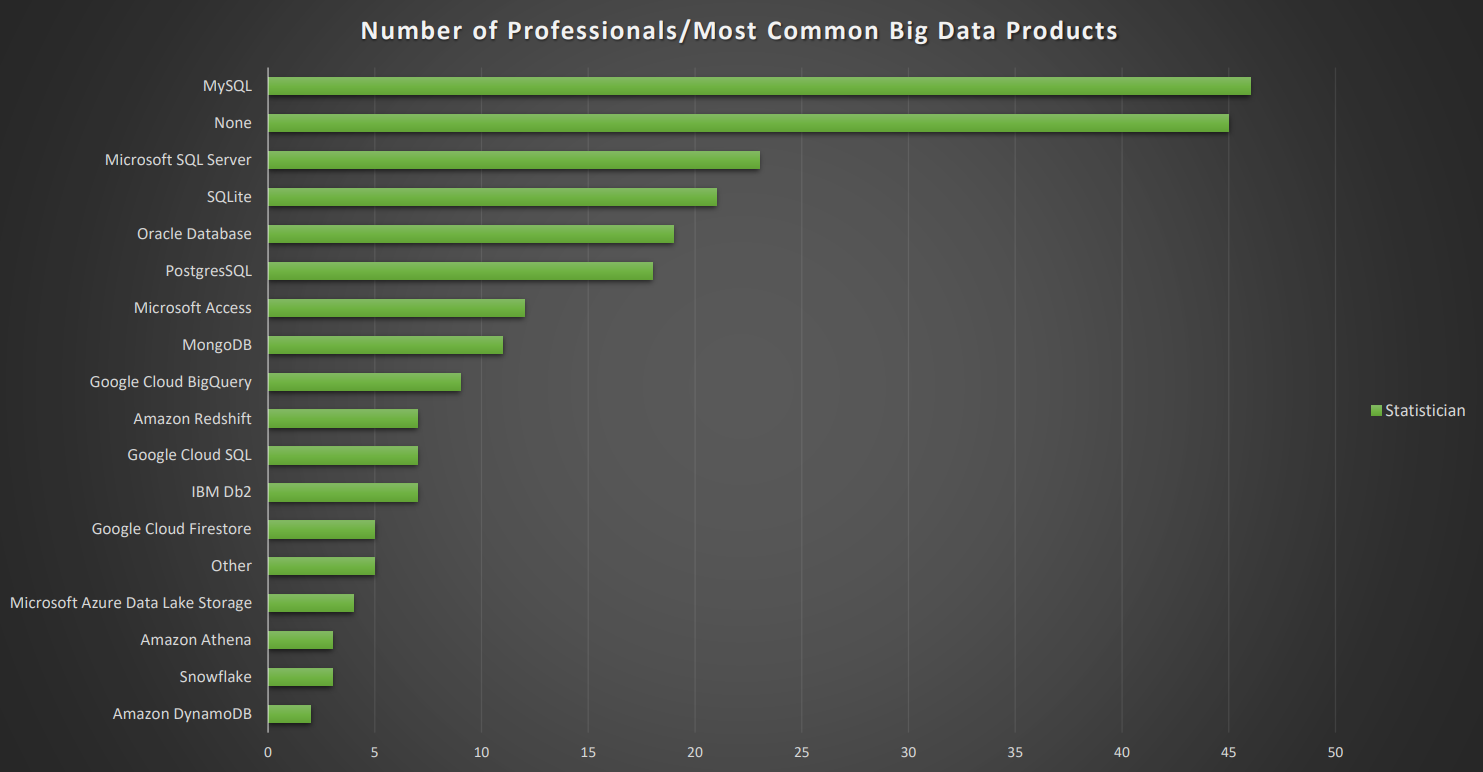 Number of Professionals/Most Common Big Data Products
MySQL
None
Microsoft SQL Server
SQLite
Oracle Database
PostgresSQL
Microsoft Access
MongoDB
Google Cloud BigQuery
Amazon Redshift
Google Cloud SQL
IBM Db2
Google Cloud Firestore
Other
Microsoft Azure Data Lake Storage
Amazon Athena
Snowflake
Amazon DynamoDB
0 5 10 15 20 25 30 35 40 45 50
Statistician